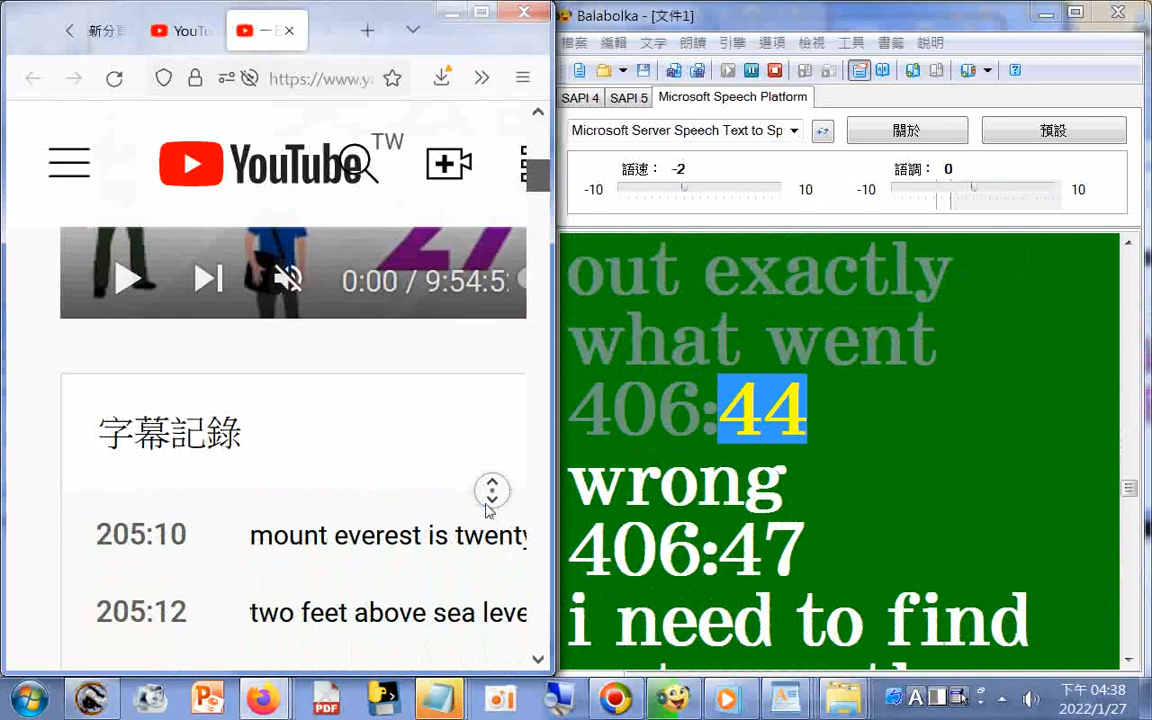 新分
YouTu
https://www.y
YouTube
TW
27
0:00 / 9:54:5
字幕記錄
205:10 mount everest is twenty
205:12 two feet above sea leve
Balabolka - [文件1]
檔案 編輯 文字 朗讀 引擎 選項 檢視 工具 書籤 說明
SAPI 4 SAPI 5 Microsoft Speech Platform
Microsoft Server Speech Text to Sp
關於 預設
語速: -2 語調: 0
-10 10 -10 10
out exactly
what went
406:44
wrong
406:47
i need to find
PDF
A
下午 04:38
2022/1/27